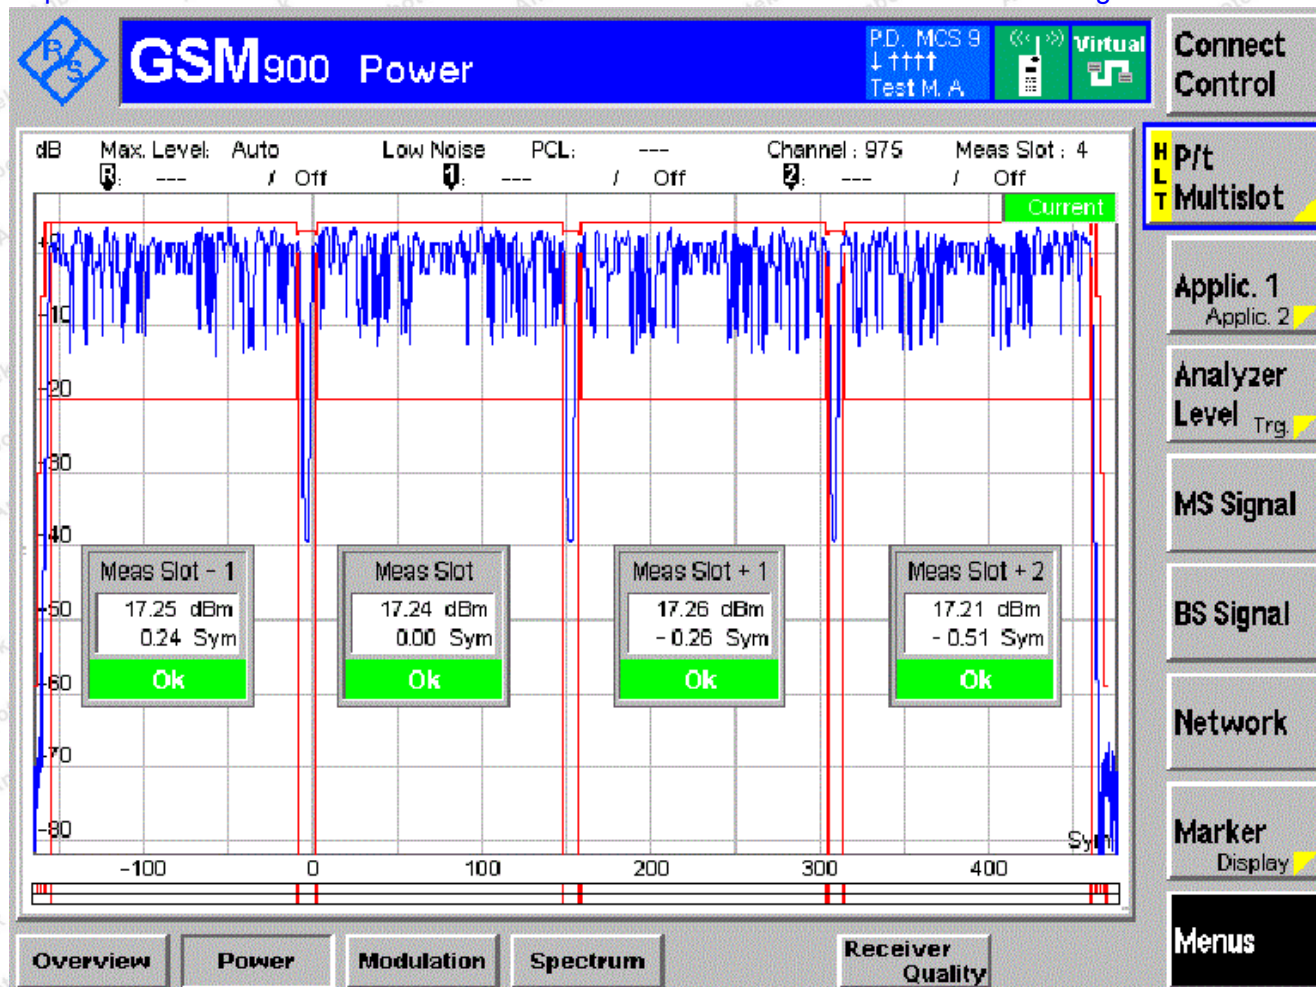 R S
GSM900 Power
P.D. MCS 9
↓ ↑↑↑↑
Test M. A
Virtual
Connect Control
dB Max. Level: Auto Low Noise PCL: --- Channel : 975 Meas Slot : 4
R: --- / Off 1: --- / Off 2: --- / Off
Current
HLT
P/t Multislot
Applic. 1
Applic. 2
Analyzer
Level Trg.
MS Signal
BS Signal
Network
Marker
Display
Menus
-10
-20
-30
-40
-50
-60
-70
-80
Meas Slot - 1
17.25 dBm
0.24 Sym
Ok
Meas Slot
17.24 dBm
0.00 Sym
Ok
Meas Slot + 1
17.26 dBm
- 0.26 Sym
Ok
Meas Slot + 2
17.21 dBm
- 0.51 Sym
Ok
Sym
-100 0 100 200 300 400
Overview Power Modulation Spectrum Receiver Quality